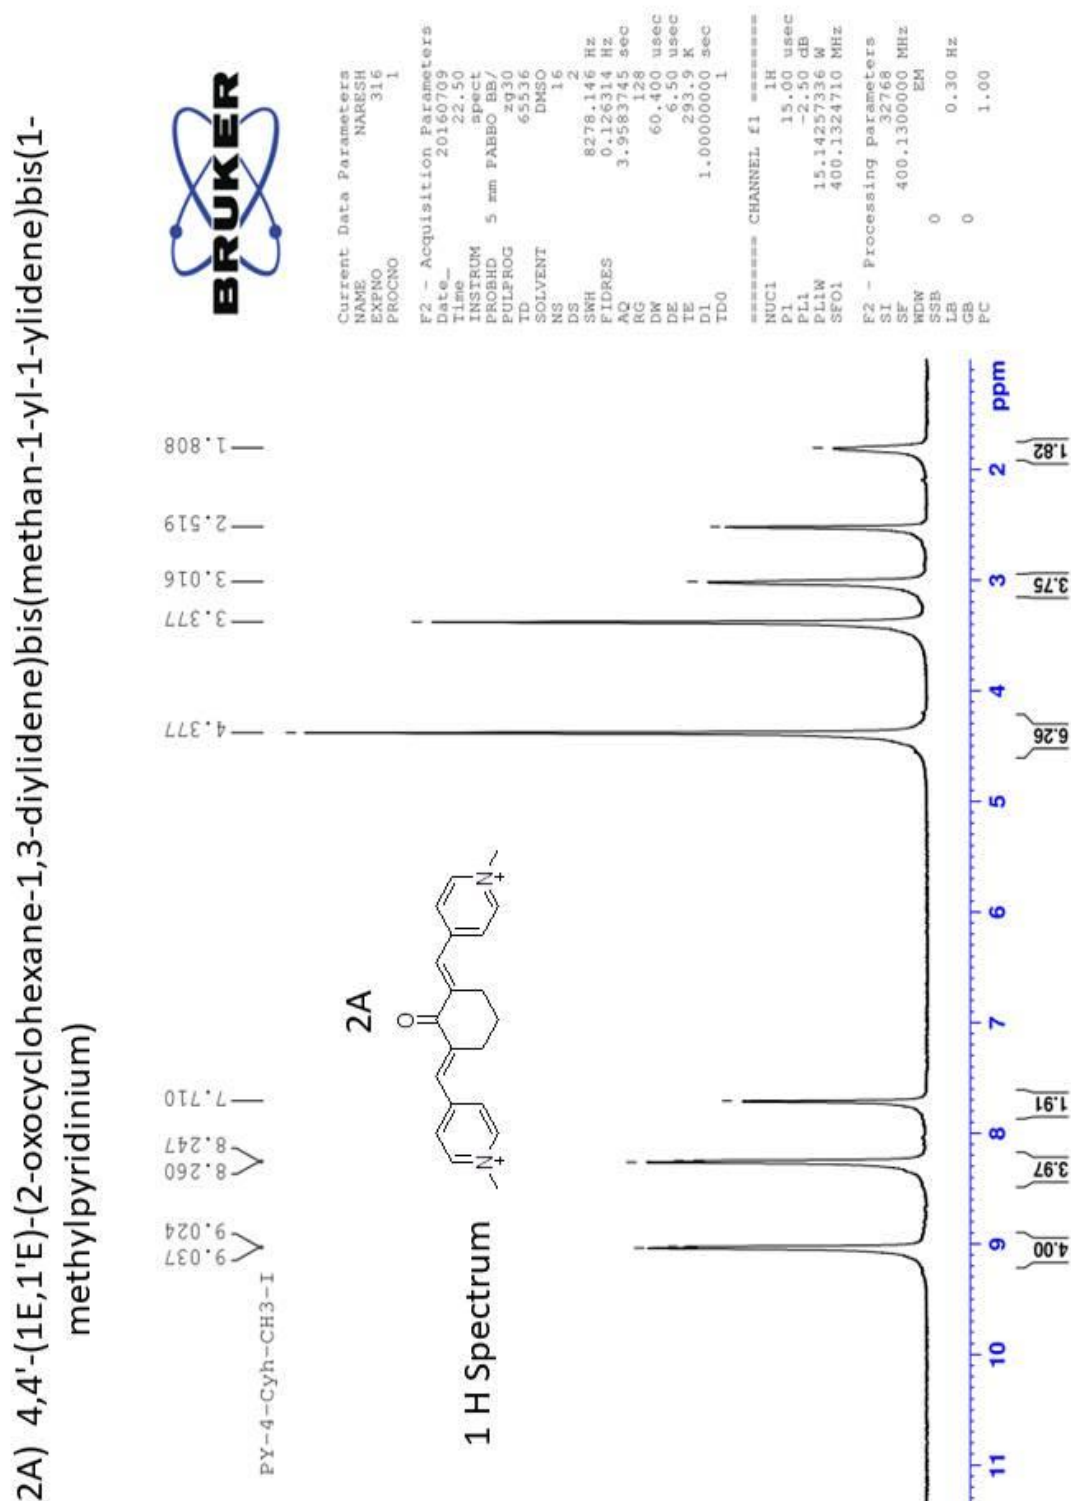 2A) 4,4'-(1E,1'E)-(2-oxocyclohexane-1,3-diylidene)bis(methan-1-yl-1-ylidene)bis(1-
methylpyridinium)
PY-4-Cyh-CH3-I
9.037
9.024
8.260
8.247
7.710
4.377
3.377
3.016
2.519
1.808
BRUKER
Current Data Parameters
NAME NARESH
EXPNO 316
PROCNO 1
F2 - Acquisition Parameters
Date_ 20160709
Time 22.50
INSTRUM spect
PROBHD 5 mm PABBO BB/
PULPROG zg30
TD 65536
SOLVENT DMSO
NS 16
DS 2
SWH 8278.146 Hz
FIDRES 0.126314 Hz
AQ 3.9583745 sec
RG 128
DW 60.400 usec
DE 6.50 usec
TE 293.9 K
D1 1.00000000 sec
TD0 1
======== CHANNEL f1 ========
NUC1 1H
P1 15.00 usec
PL1 -2.50 dB
PL1W 15.14257336 W
SFO1 400.1324710 MHz
F2 - Processing parameters
SI 32768
SF 400.1300000 MHz
WDW EM
SSB 0
LB 0.30 Hz
GB 0
PC 1.00
2A
O
N+
N+
1 H Spectrum
11 10 9 8 7 6 5 4 3 2 ppm
4.00
3.97
1.91
6.26
3.75
1.82